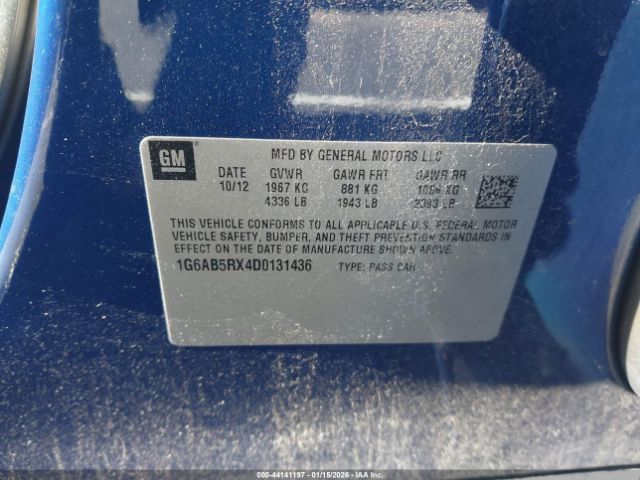 GM
MFD BY GENERAL MOTORS LLC
DATE GVWR GAWR FRT GAWR RR
10/12 1967 KG 881 KG 1086 KG
4336 LB 1943 LB 2393 LB
THIS VEHICLE CONFORMS TO ALL APPLICABLE U.S. FEDERAL MOTOR
VEHICLE SAFETY, BUMPER, AND THEFT PREVENTION STANDARDS IN
EFFECT ON THE DATE OF MANUFACTURE SHOWN ABOVE.
1G6AB5RX4D0131436 TYPE: PASS CAR
000-44141197 - 01/15/2026 - IAAI.COM